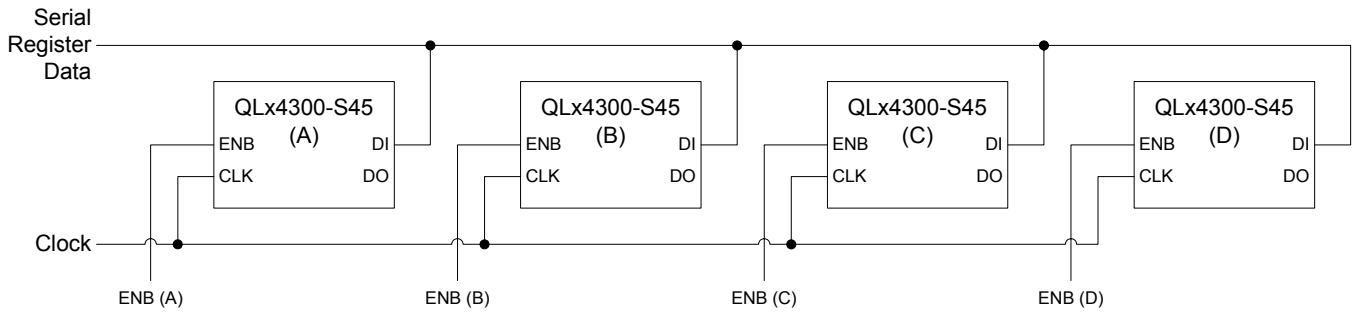 Serial
Register
Data
QLx4300-S45
(A)
ENB
DI
CLK
DO
QLx4300-S45
(B)
ENB
DI
CLK
DO
QLx4300-S45
(C)
ENB
DI
CLK
DO
QLx4300-S45
(D)
ENB
DI
CLK
DO
Clock
ENB (A)
ENB (B)
ENB (C)
ENB (D)